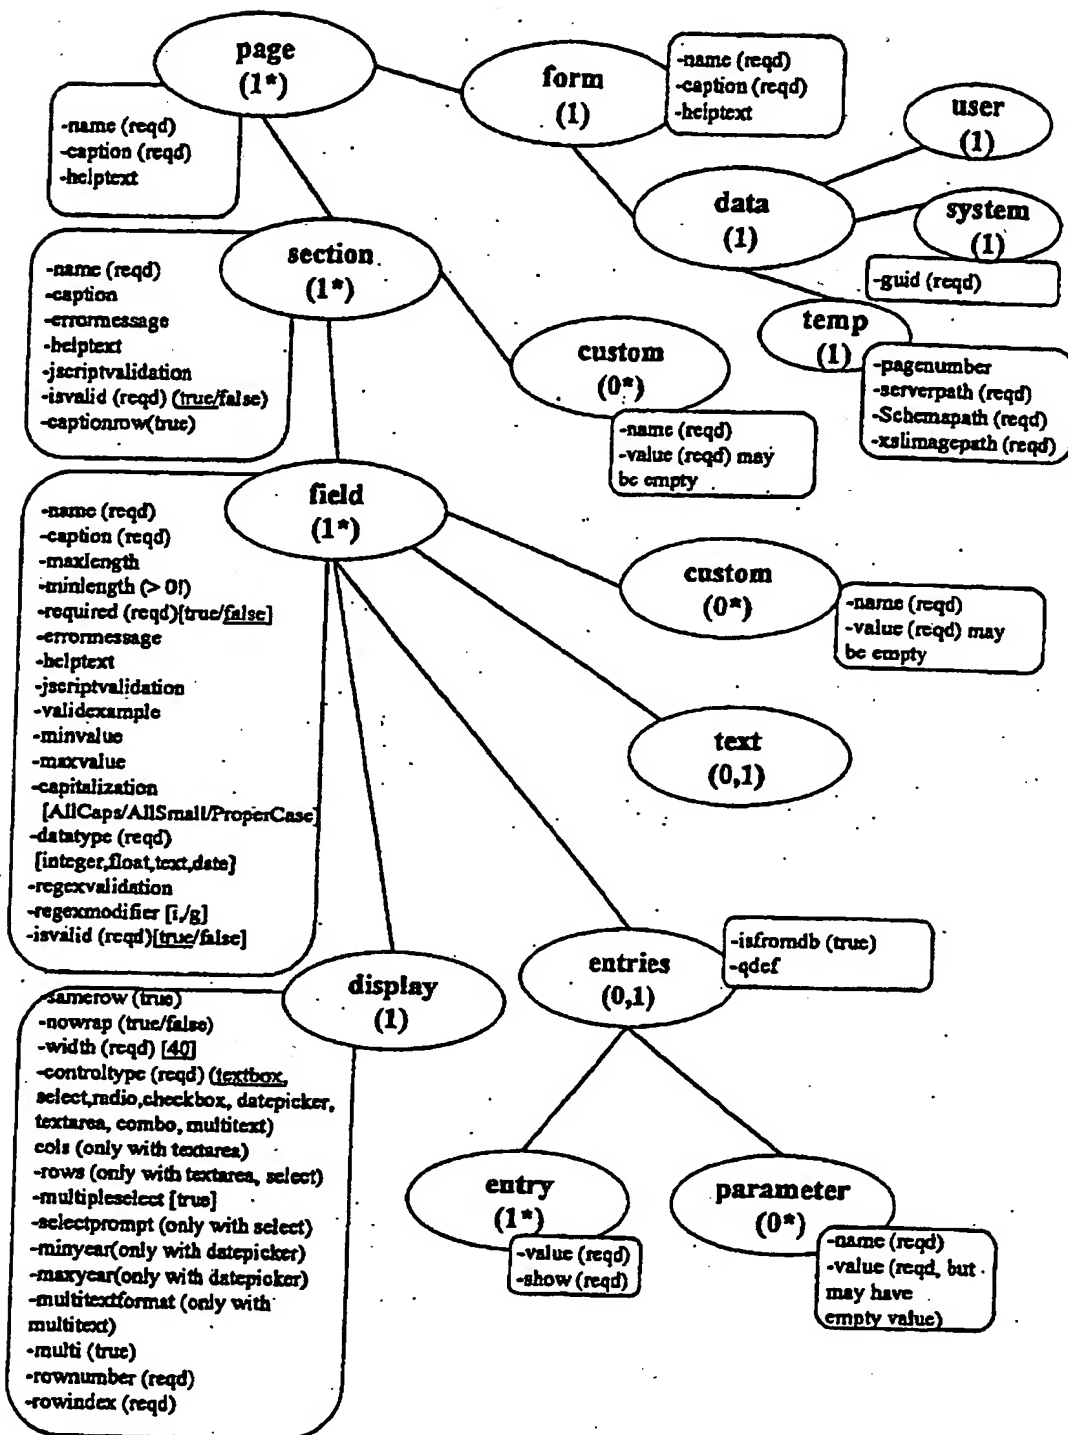 page
(1*)
-name (reqd)
-caption (reqd)
-helptext
form
(1)
-name (reqd)
-caption (reqd)
-helptext
user
(1)
data
(1)
system
(1)
-guid (reqd)
temp
(1)
-pagenumber
-serverpath (reqd)
-Schemapath (reqd)
-xslimagepath (reqd)
section
(1*)
-name (reqd)
-caption
-errormessage
-helptext
-jscriptvalidation
-isvalid (reqd) (true/false)
-captionrow(true)
custom
(0*)
-name (reqd)
-value (reqd) may
be empty
field
(1*)
-name (reqd)
-caption (reqd)
-maxlength
-minlength (> 0!)
-required (reqd)[true/false]
-errormessage
-helptext
-jscriptvalidation
-validexample
-minvalue
-maxvalue
-capitalization
[AllCaps/AllSmall/ProperCase]
-datatype (reqd)
[integer,float,text,date]
-regexvalidation
-regexmodifier [i,/g]
-isvalid (reqd)[true/false]
custom
(0*)
-name (reqd)
-value (reqd) may
be empty
text
(0,1)
entries
(0,1)
-isfromdb (true)
-qdef
display
(1)
-samerow (true)
-nowrap (true/false)
-width (reqd) [40]
-controltype (reqd) (textbox,
select,radio,checkbox, datepicker,
textarea, combo, multitext)
cols (only with textarea)
-rows (only with textarea, select)
-multipleselect [true]
-selectprompt (only with select)
-minyear(only with datepicker)
-maxyear(only with datepicker)
-multitextformat (only with
multitext)
-multi (true)
-rownumber (reqd)
-rowindex (reqd)
entry
(1*)
-value (reqd)
-show (reqd)
parameter
(0*)
-name (reqd)
-value (reqd, but
may have
empty value)